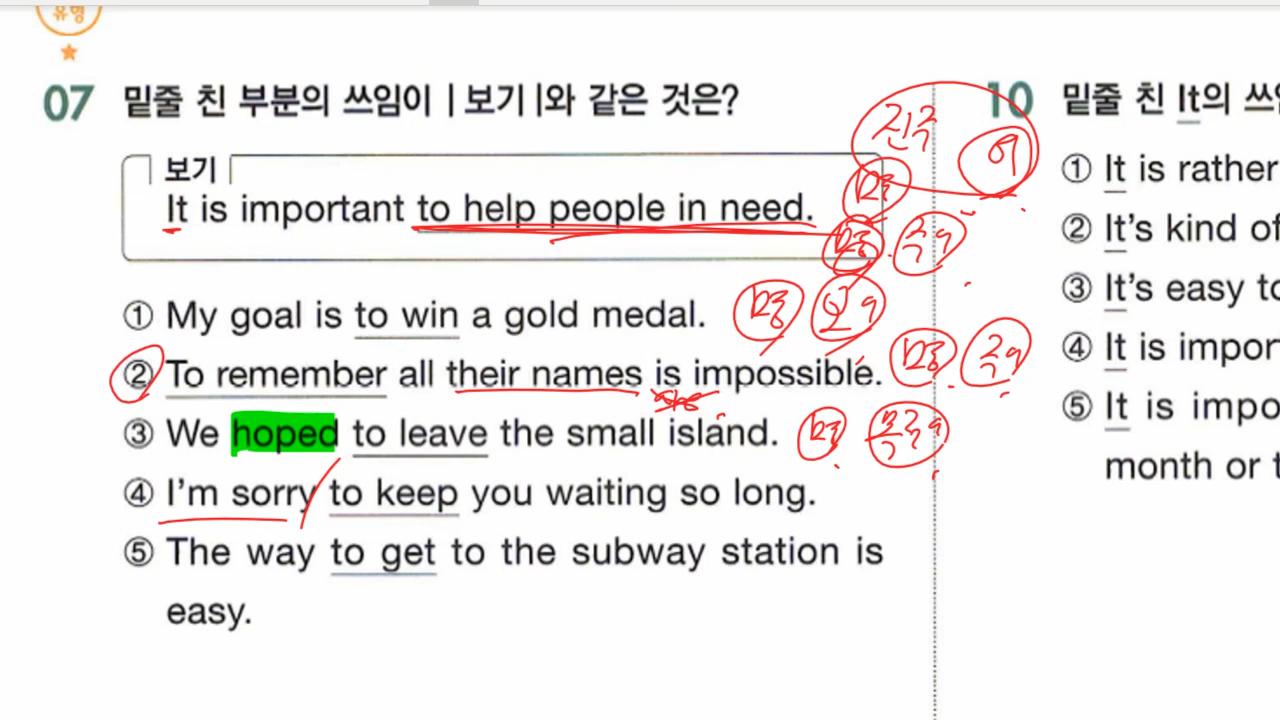 유형
07 밑줄 친 부분의 쓰임이 |보기|와 같은 것은?
진주 어
보기
명
It is important to help people in need.
명 주어
① My goal is to win a gold medal. 명 보어
② To remember all their names is impossible. 명 주어
③ We hoped to leave the small island. 명 목적어
④ I'm sorry to keep you waiting so long.
⑤ The way to get to the subway station is
easy.
10 밑줄 친 It의
① It is rather
② It's kind of
③ It's easy to
④ It is impor
⑤ It is impo
month or